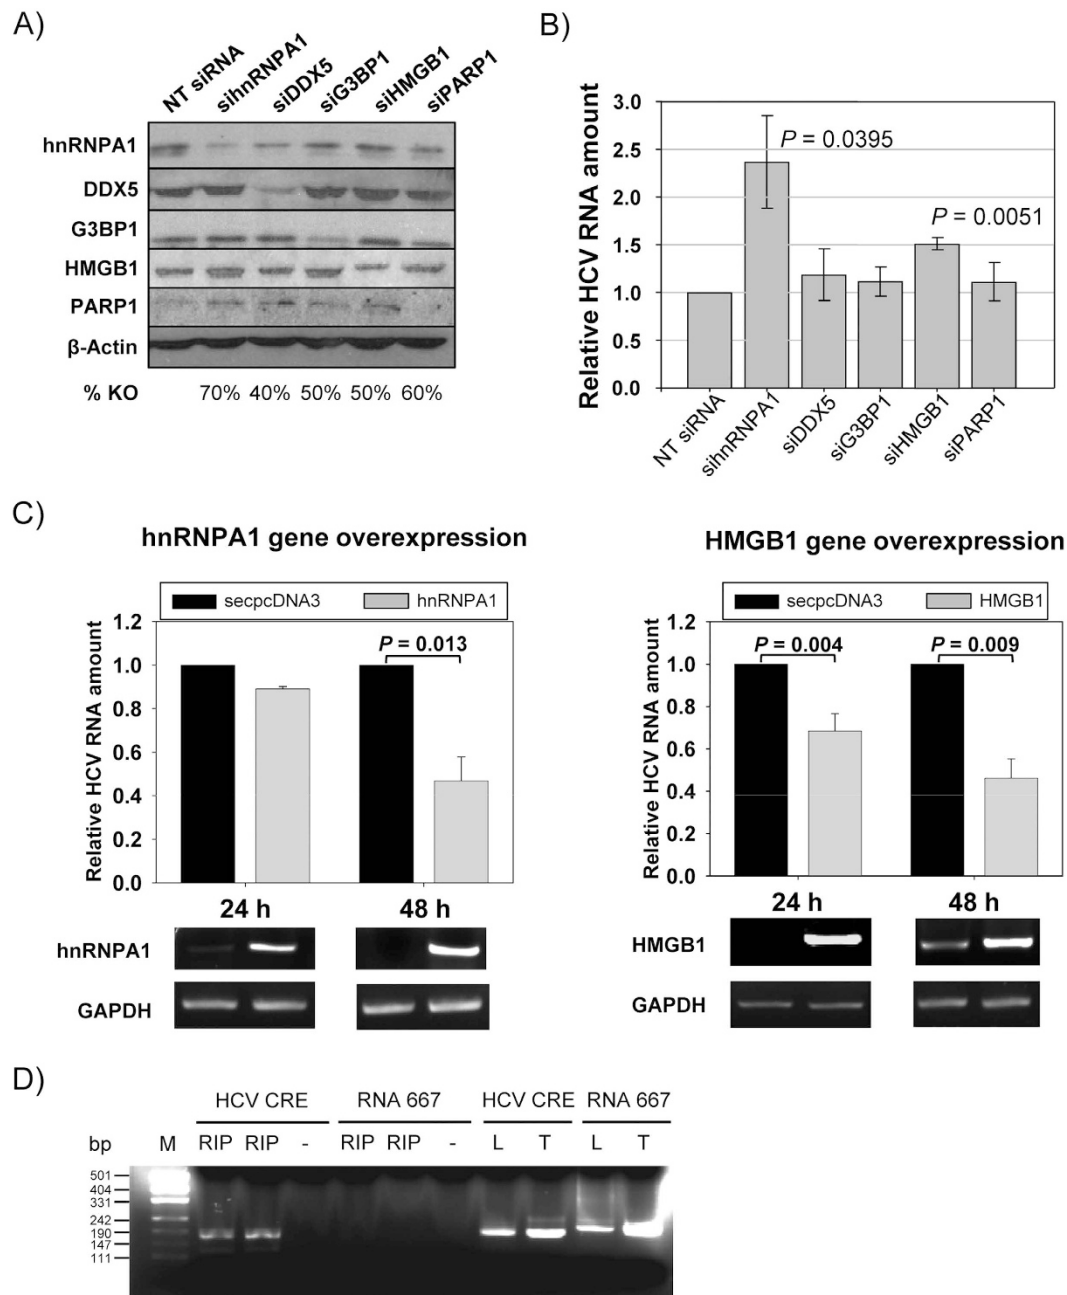 A)
NT siRNA sihnRNPA1 siDDX5 siG3BP1 siHMGB1 siPARP1
hnRNPA1
DDX5
G3BP1
HMGB1
PARP1
β-Actin
% KO 70% 40% 50% 50% 60%
B)
Relative HCV RNA amount
3.0
2.5
2.0
1.5
1.0
0.5
0.0
P = 0.0395
P = 0.0051
NT siRNA sihnRNPA1 siDDX5 siG3BP1 siHMGB1 siPARP1
C)
hnRNPA1 gene overexpression
secpcDNA3 hnRNPA1
Relative HCV RNA amount
1.2
1.0
0.8
0.6
0.4
0.2
0.0
P = 0.013
24 h 48 h
hnRNPA1
GAPDH
HMGB1 gene overexpression
secpcDNA3 HMGB1
Relative HCV RNA amount
1.2
1.0
0.8
0.6
0.4
0.2
0.0
P = 0.004 P = 0.009
24 h 48 h
HMGB1
GAPDH
D)
HCV CRE RNA 667 HCV CRE RNA 667
bp M RIP RIP - RIP RIP - L T L T
501
404
331
242
190
147
111